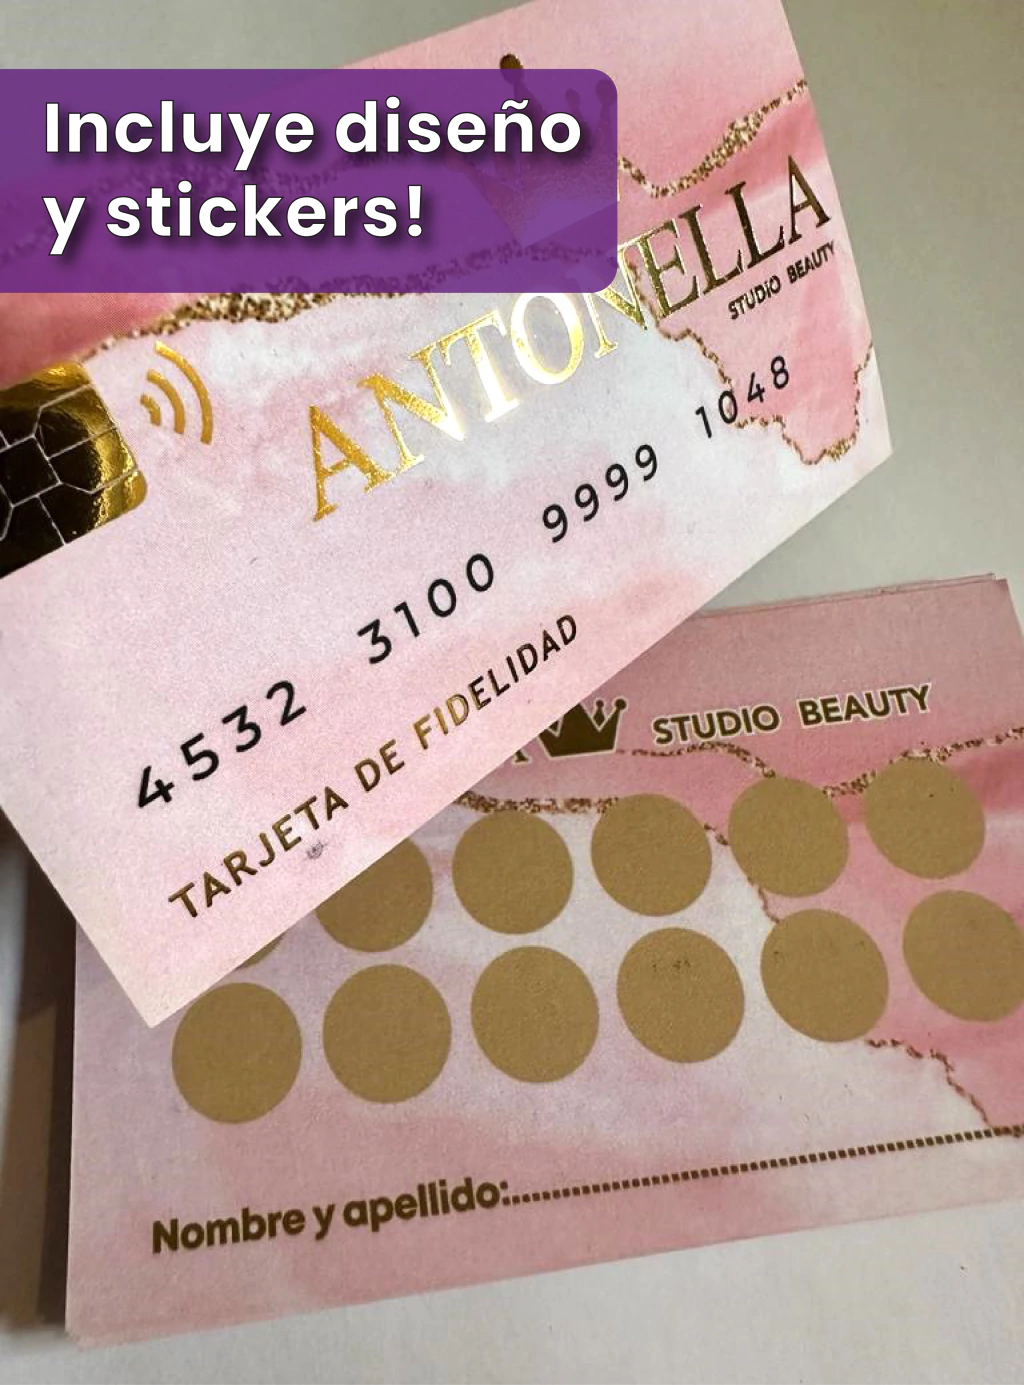 Incluye diseño
y stickers!
ANTONELLA
STUDIO BEAUTY
4532 3100 9999 1048
TARJETA DE FIDELIDAD
STUDIO BEAUTY
Nombre y apellido: